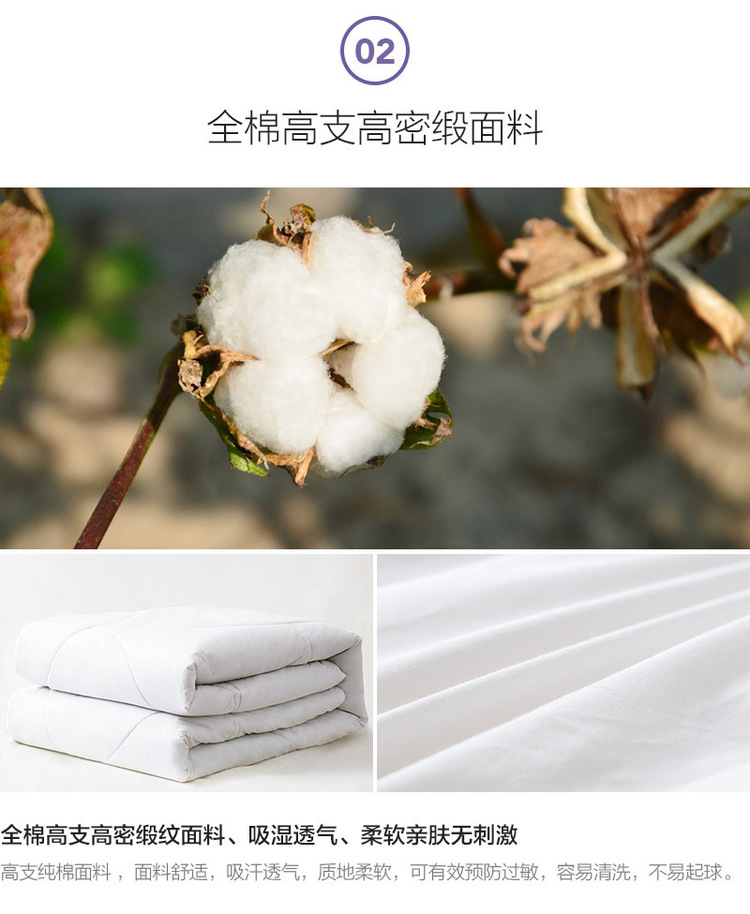 02
全棉高支高密缎面料
全棉高支高密缎纹面料、吸湿透气、柔软亲肤无刺激
高支纯棉面料 ，面料舒适，吸汗透气，质地柔软，可有效预防过敏，容易清洗，不易起球。